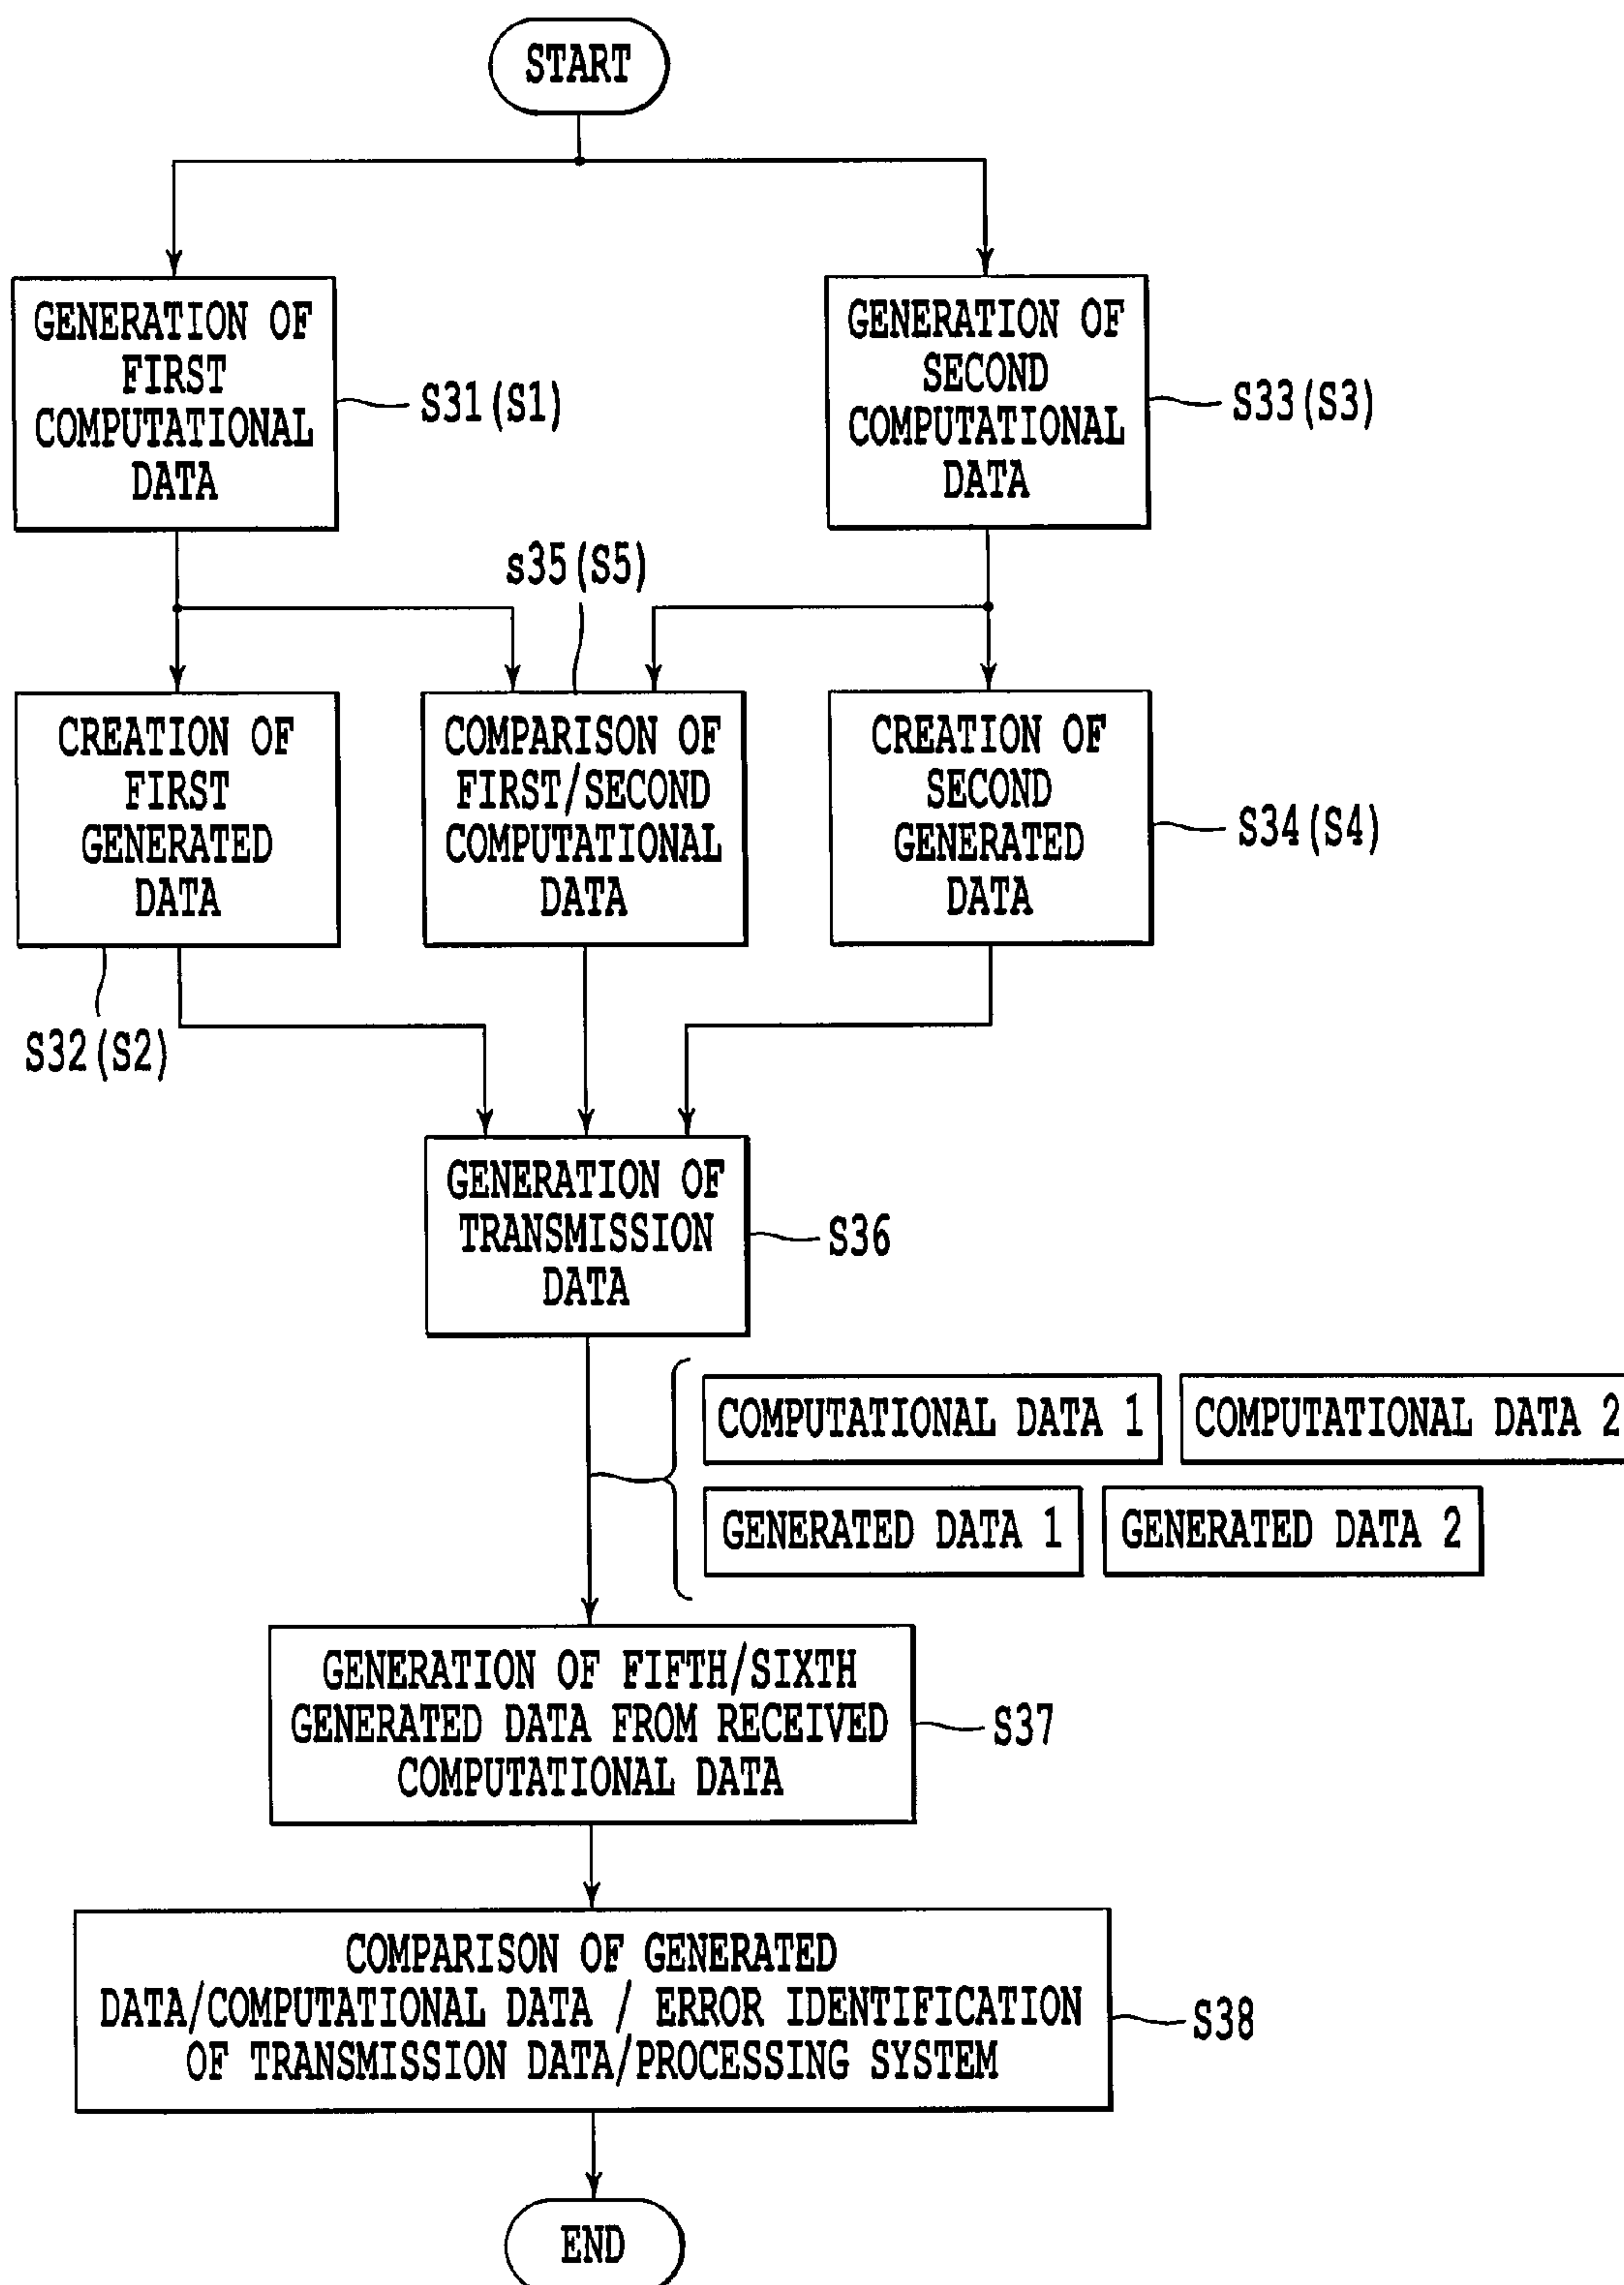 START
GENERATION OF
FIRST
COMPUTATIONAL
DATA
S31(S1)
GENERATION OF
SECOND
COMPUTATIONAL
DATA
S33(S3)
s35(S5)
CREATION OF
FIRST
GENERATED
DATA
S32(S2)
COMPARISON OF
FIRST/SECOND
COMPUTATIONAL
DATA
CREATION OF
SECOND
GENERATED
DATA
S34(S4)
GENERATION OF
TRANSMISSION
DATA
S36
COMPUTATIONAL DATA 1
COMPUTATIONAL DATA 2
GENERATED DATA 1
GENERATED DATA 2
GENERATION OF FIFTH/SIXTH
GENERATED DATA FROM RECEIVED
COMPUTATIONAL DATA
S37
COMPARISON OF GENERATED
DATA/COMPUTATIONAL DATA / ERROR IDENTIFICATION
OF TRANSMISSION DATA/PROCESSING SYSTEM
S38
END